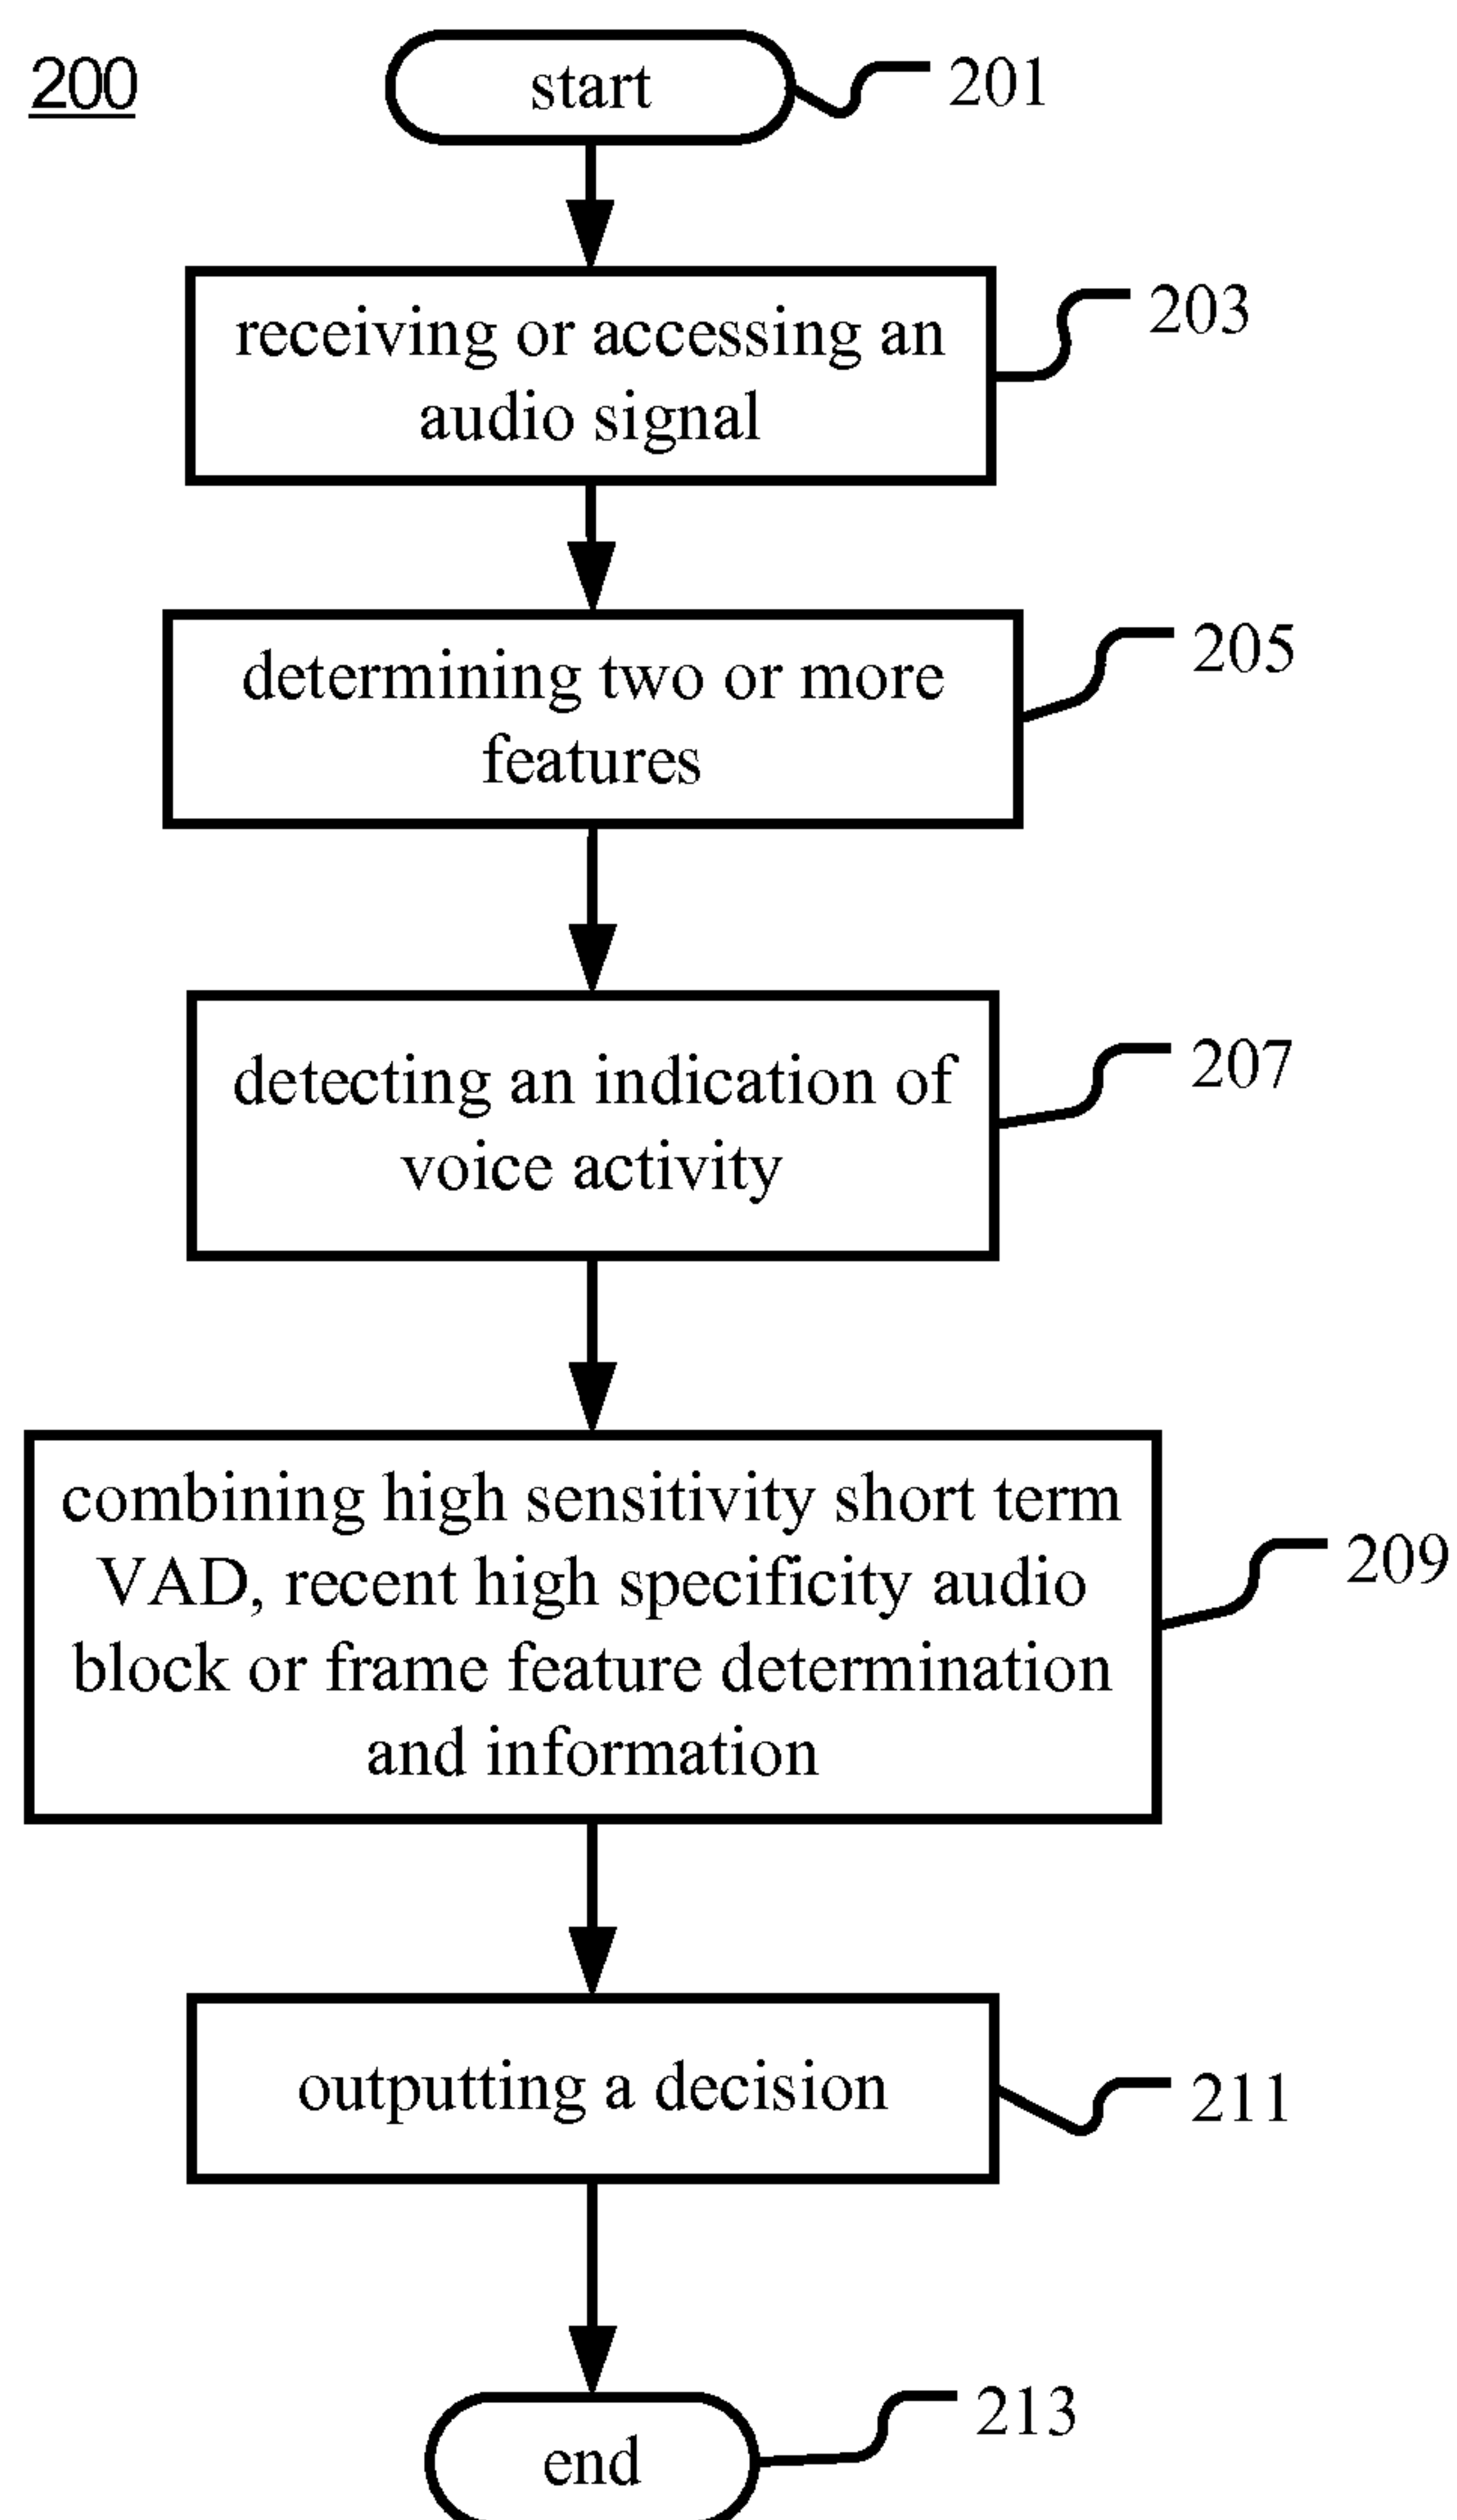 200
start
201
receiving or accessing an
audio signal
203
determining two or more
features
205
detecting an indication of
voice activity
207
combining high sensitivity short term
VAD, recent high specificity audio
block or frame feature determination
and information
209
outputting a decision
211
end
213